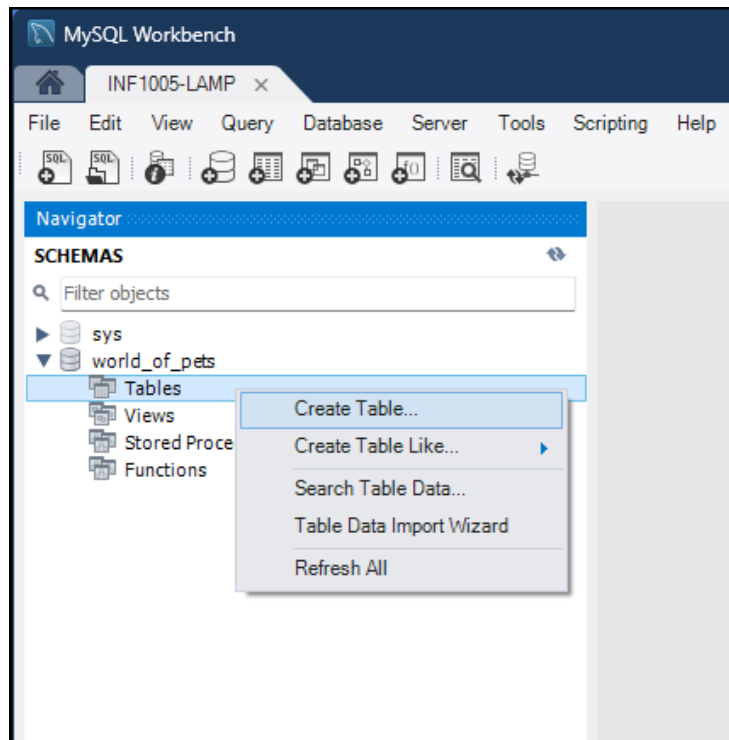 MySQL Workbench
INF1005-LAMP ×
File Edit View Query Database Server Tools Scripting Help
SQL SQL f()
Navigator
SCHEMAS
Filter objects
sys
world_of_pets
Tables
Views
Stored Proce
Functions
Create Table...
Create Table Like...
Search Table Data...
Table Data Import Wizard
Refresh All